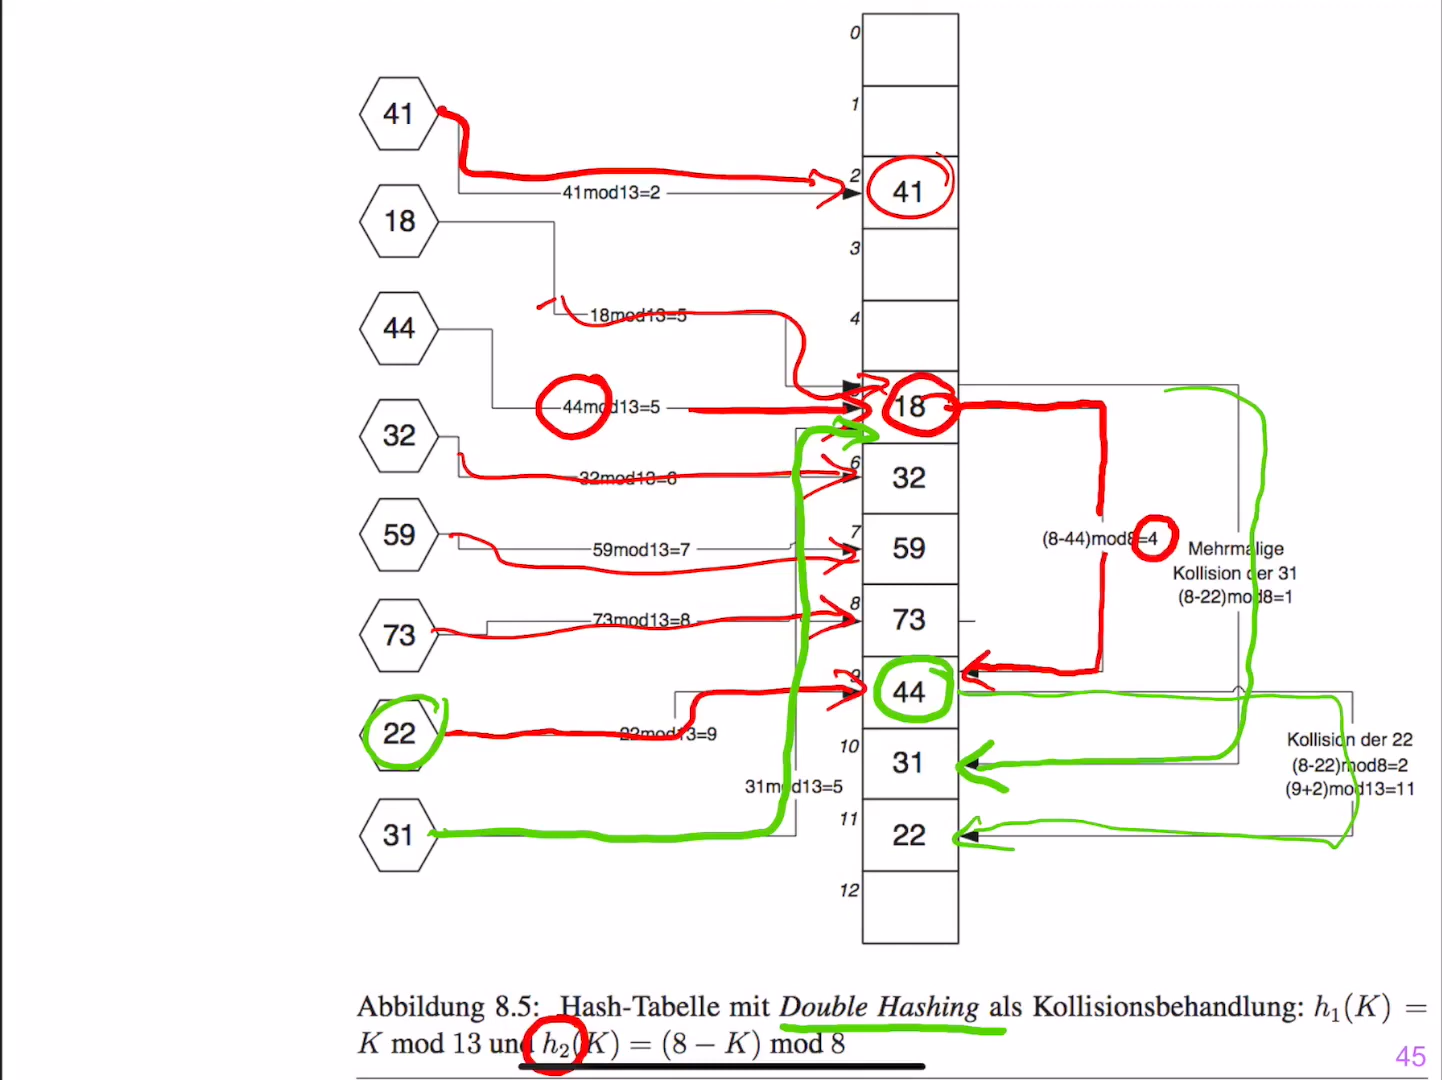 0
41
1
2
41
41mod13=2
18
3
18mod13=5
4
44
44mod13=5
18
32
6
32mod13=6
32
59
7
59mod13=7
59
(8-44)mod8=4
Mehrmalige
Kollision der 31
(8-22)mod8=1
73
8
73mod13=8
73
9
44
22
22mod13=9
10
31
Kollision der 22
(8-22)mod8=2
(9+2)mod13=11
31mod13=5
31
11
22
12
Abbildung 8.5: Hash-Tabelle mit Double Hashing als Kollisionsbehandlung: h₁(K) =
K mod 13 und h₂(K) = (8 − K) mod 8
45